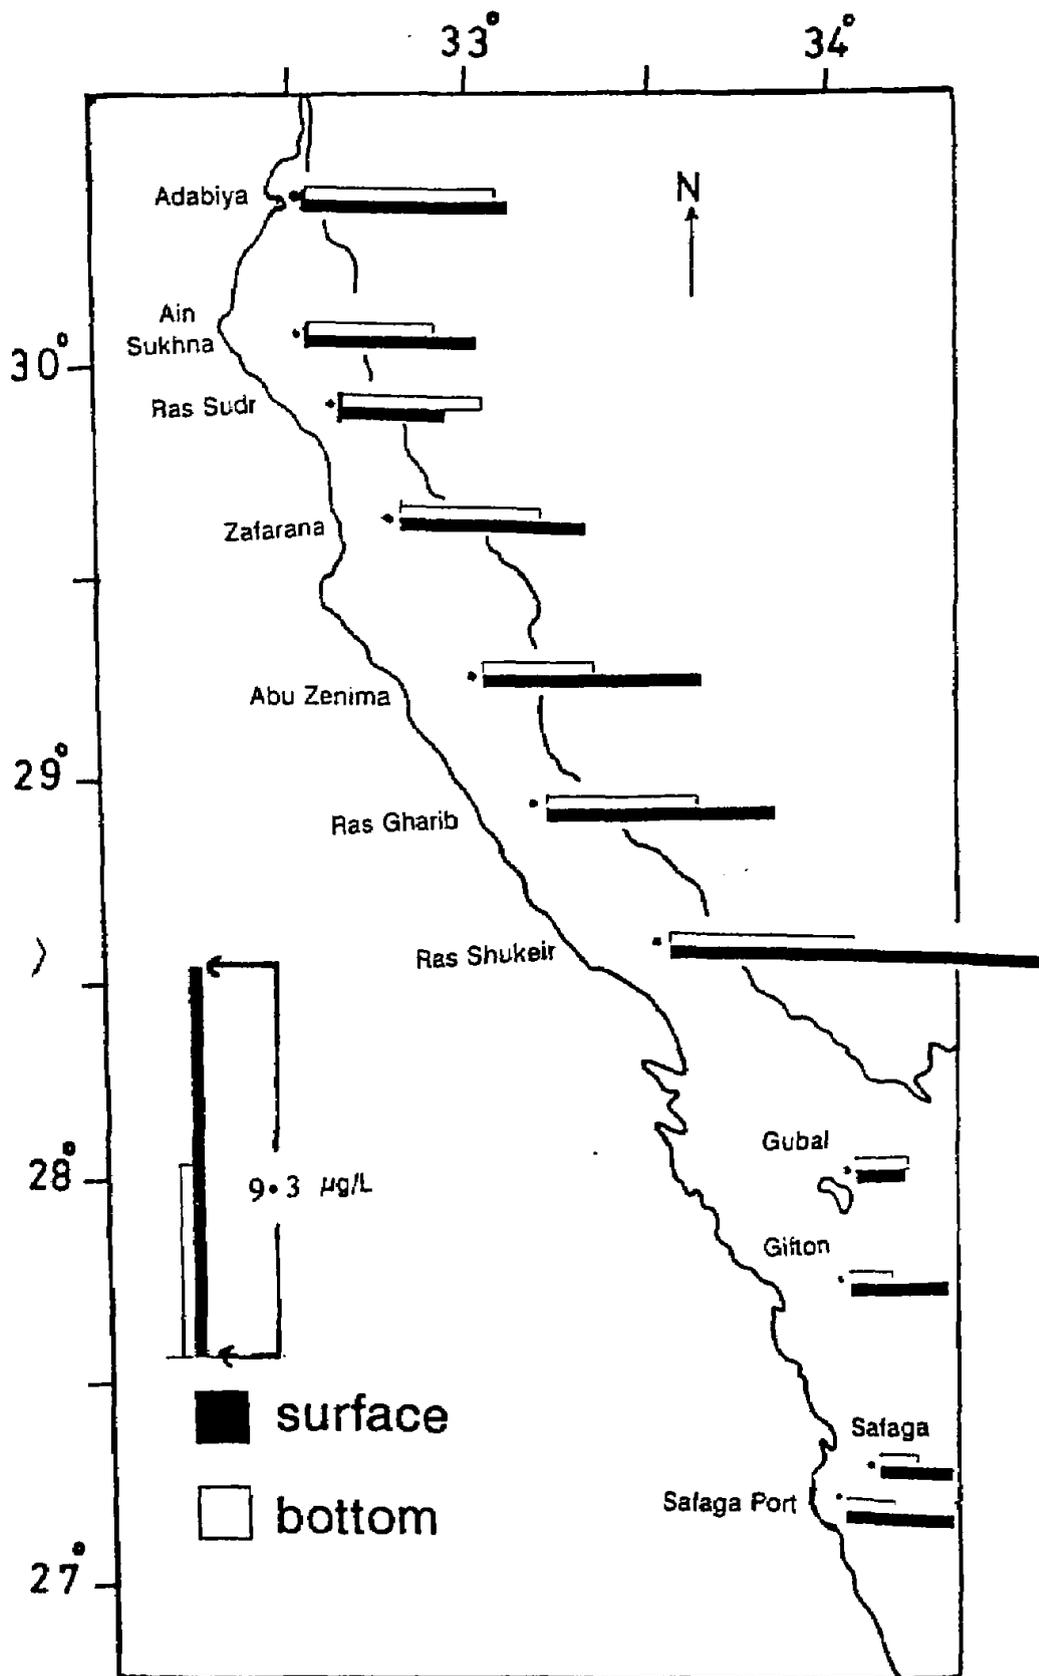 33°
34°
N
Adabiya
Ain
Sukhna
30°
Ras Sudr
Zafarana
Abu Zenima
29°
Ras Gharib
Ras Shukeir
Gubal
28°
9.3 µg/L
Gifton
surface
Safaga
Safaga Port
bottom
27°